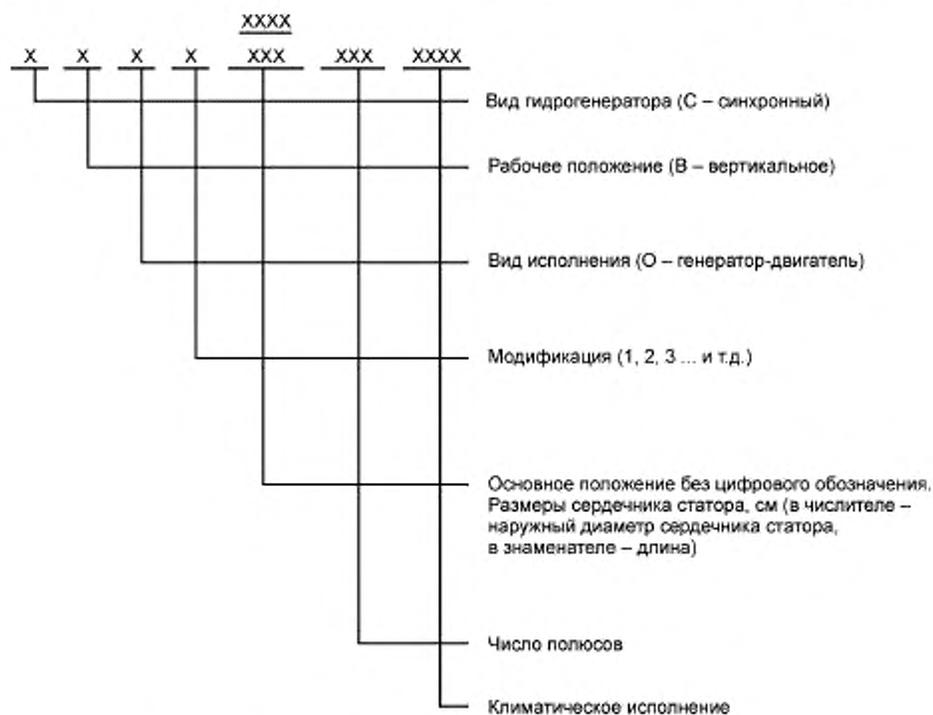 XXXX
X X X X XXX XXX XXXX
Вид гидрогенератора (С – синхронный)
Рабочее положение (В – вертикальное)
Вид исполнения (О – генератор-двигатель)
Модификация (1, 2, 3 ... и т.д.)
Основное положение без цифрового обозначения.
Размеры сердечника статора, см (в числителе –
наружный диаметр сердечника статора,
в знаменателе – длина)
Число полюсов
Климатическое исполнение